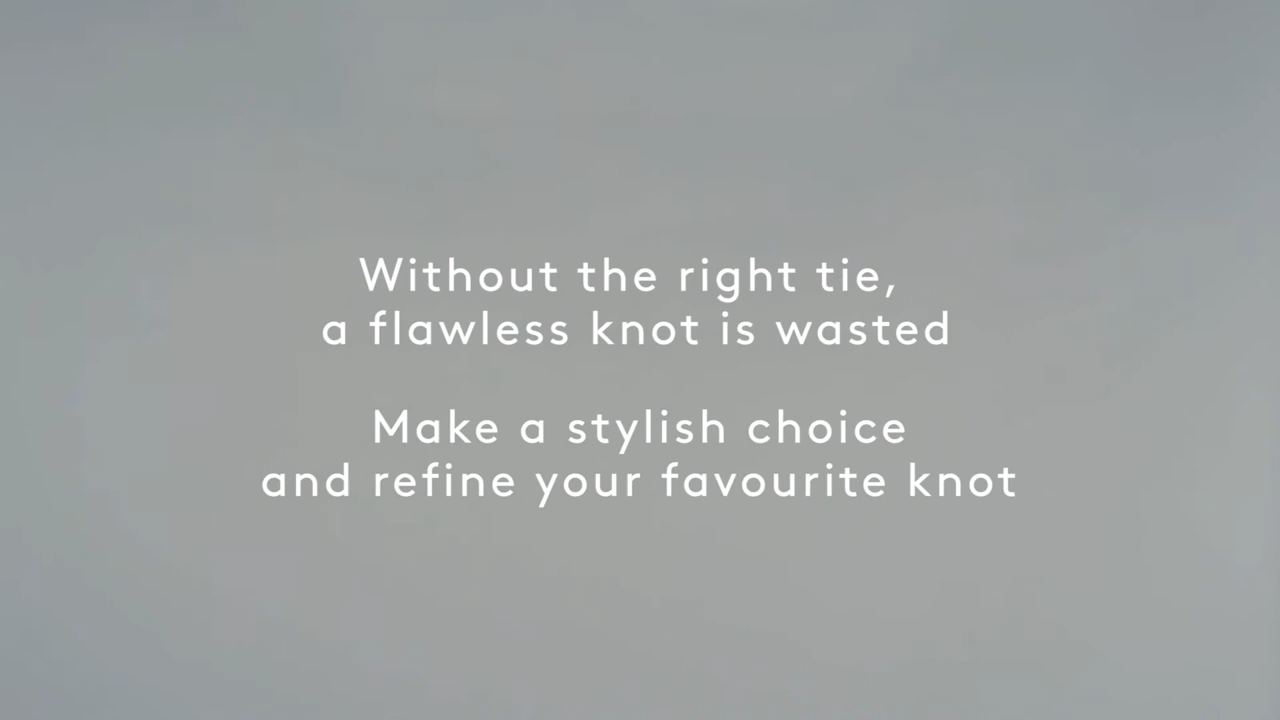 Without the right tie,
a flawless knot is wasted
Make a stylish choice
and refine your favourite knot